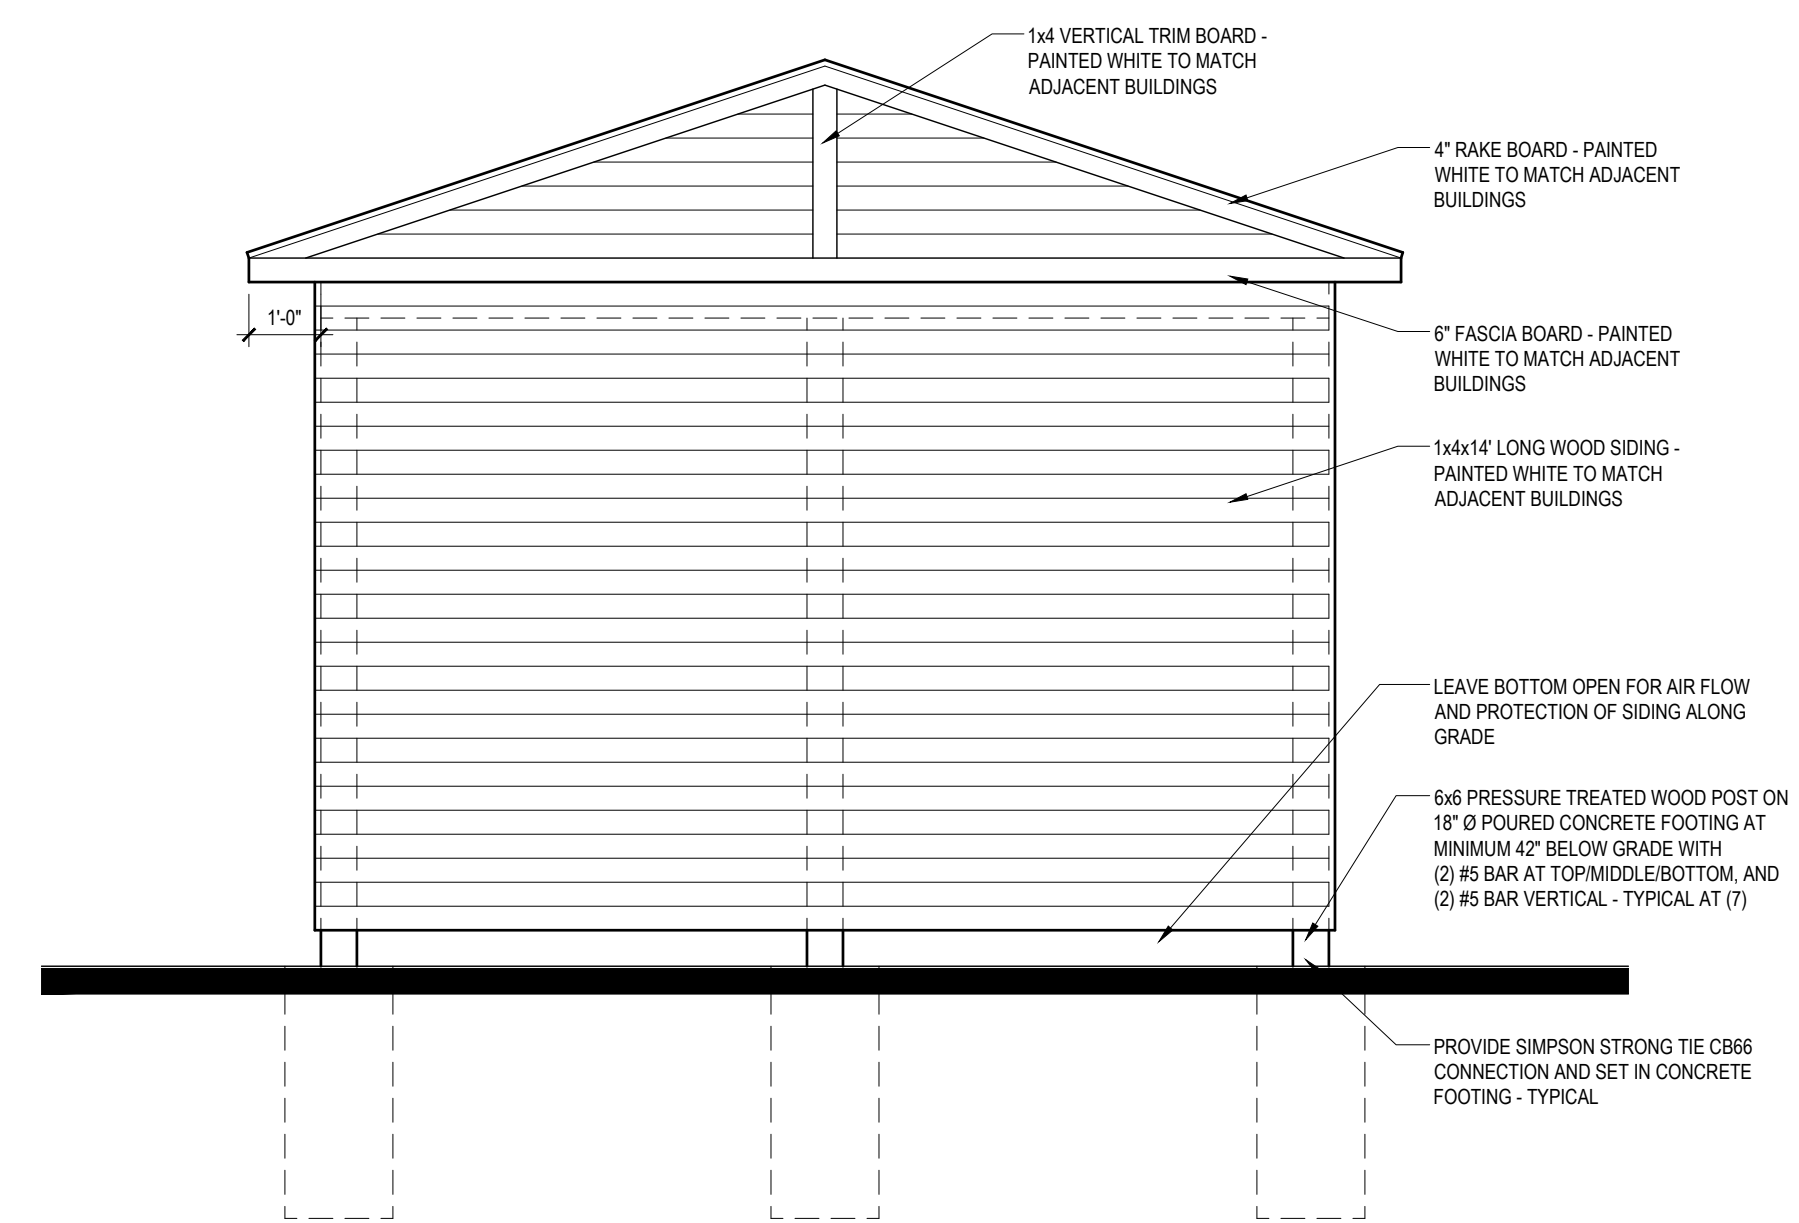 1x4 VERTICAL TRIM BOARD -
PAINTED WHITE TO MATCH
ADJACENT BUILDINGS
4" RAKE BOARD - PAINTED
WHITE TO MATCH ADJACENT
BUILDINGS
1'-0"
6" FASCIA BOARD - PAINTED
WHITE TO MATCH ADJACENT
BUILDINGS
1x4x14' LONG WOOD SIDING -
PAINTED WHITE TO MATCH
ADJACENT BUILDINGS
LEAVE BOTTOM OPEN FOR AIR FLOW
AND PROTECTION OF SIDING ALONG
GRADE
6x6 PRESSURE TREATED WOOD POST ON
18" Ø POURED CONCRETE FOOTING AT
MINIMUM 42" BELOW GRADE WITH
(2) #5 BAR AT TOP/MIDDLE/BOTTOM, AND
(2) #5 BAR VERTICAL - TYPICAL AT (7)
PROVIDE SIMPSON STRONG TIE CB66
CONNECTION AND SET IN CONCRETE
FOOTING - TYPICAL